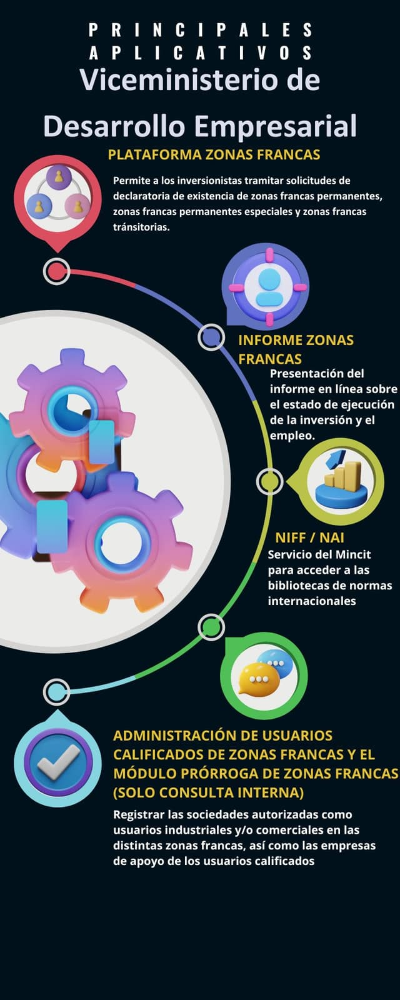 PRINCIPALES
APLICATIVOS
Viceministerio de
Desarrollo Empresarial
PLATAFORMA ZONAS FRANCAS
Permite a los inversionistas tramitar solicitudes de
declaratoria de existencia de zonas francas permanentes,
zonas francas permanentes especiales y zonas francas
tránsitorias.
INFORME ZONAS
FRANCAS
Presentación del
informe en línea sobre
el estado de ejecución
de la inversión y el
empleo.
NIFF / NAI
Servicio del Mincit
para acceder a las
bibliotecas de normas
internacionales
ADMINISTRACIÓN DE USUARIOS
CALIFICADOS DE ZONAS FRANCAS Y EL
MÓDULO PRÓRROGA DE ZONAS FRANCAS
(SOLO CONSULTA INTERNA)
Registrar las sociedades autorizadas como
usuarios industriales y/o comerciales en las
distintas zonas francas, así como las empresas
de apoyo de los usuarios calificados